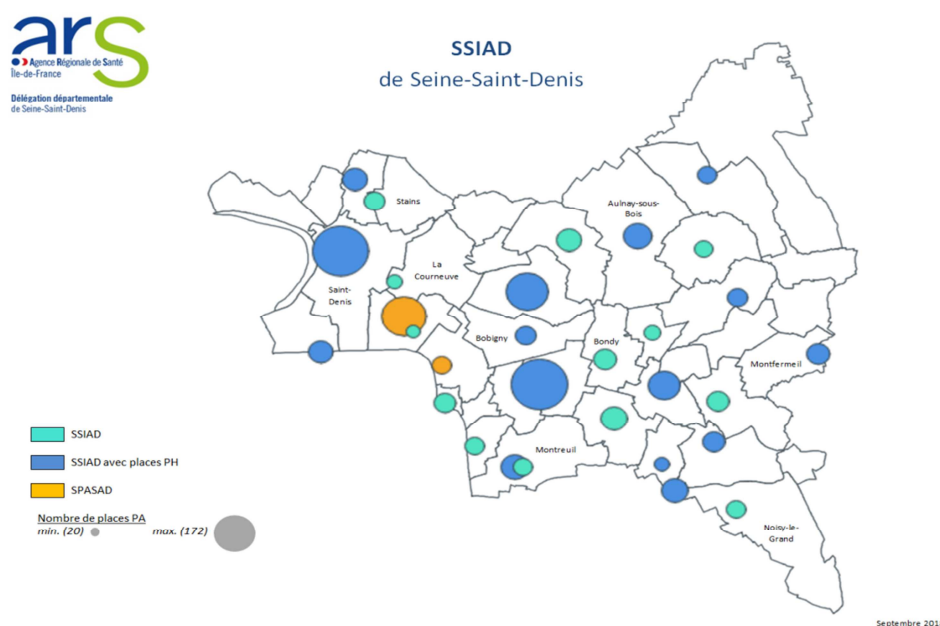 ars
Agence Régionale de Santé
Île-de-France
Délégation départementale
de Seine-Saint-Denis
SSIAD
de Seine-Saint-Denis
Stains
Aulnay-sous-
Bois
La
Courneuve
Saint-
Denis
Bobigny
Bondy
Montfermeil
Montreuil
Noisy-le-
Grand
SSIAD
SSIAD avec places PH
SPASAD
Nombre de places PA
min. (20)
max. (172)
Septembre